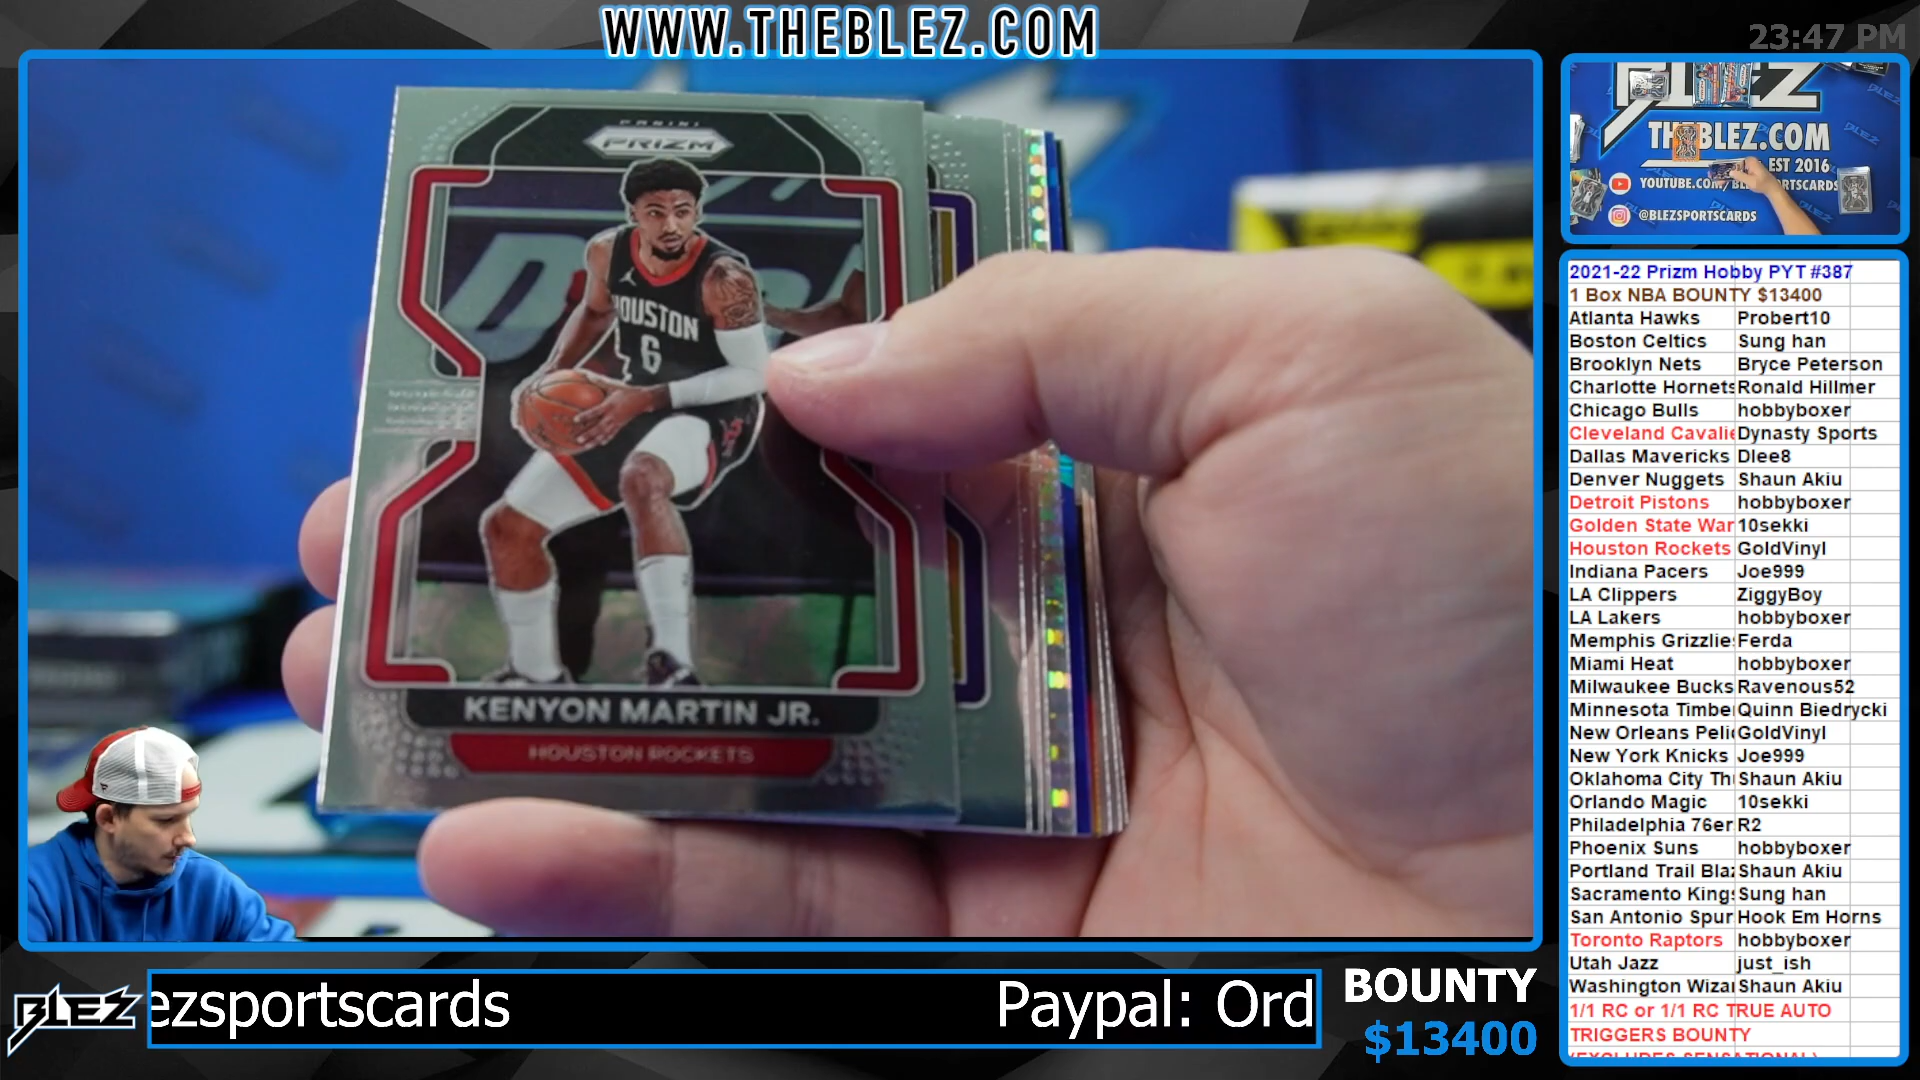 WWW.THEBLEZ.COM
23:47 PM
PANINI
PRIZM
HOUSTON
6
KENYON MARTIN JR.
HOUSTON ROCKETS
THEBLEZ.COM
EST 2016
@BLEZSPORTSCARDS
2021-22 Prizm Hobby PYT #387
1 Box NBA BOUNTY $13400
Atlanta Hawks Probert10
Boston Celtics Sung han
Brooklyn Nets Bryce Peterson
Charlotte Hornets Ronald Hillmer
Chicago Bulls hobbyboxer
Cleveland Cavalie Dynasty Sports
Dallas Mavericks Dlee8
Denver Nuggets Shaun Akiu
Detroit Pistons hobbyboxer
Golden State War 10sekki
Houston Rockets GoldVinyl
Indiana Pacers Joe999
LA Clippers ZiggyBoy
LA Lakers hobbyboxer
Memphis Grizzlie Ferda
Miami Heat hobbyboxer
Milwaukee Bucks Ravenous52
Minnesota Timbe Quinn Biedrycki
New Orleans Peli GoldVinyl
New York Knicks Joe999
Oklahoma City Th Shaun Akiu
Orlando Magic 10sekki
Philadelphia 76er R2
Phoenix Suns hobbyboxer
Portland Trail Blaz Shaun Akiu
Sacramento Kings Sung han
San Antonio Spur Hook Em Horns
Toronto Raptors hobbyboxer
Utah Jazz just_ish
Washington Wizar Shaun Akiu
1/1 RC or 1/1 RC TRUE AUTO
TRIGGERS BOUNTY
(EXCLUDES SENSATIONAL)
BLEZ
ezsportscards Paypal: Ord
BOUNTY
$13400